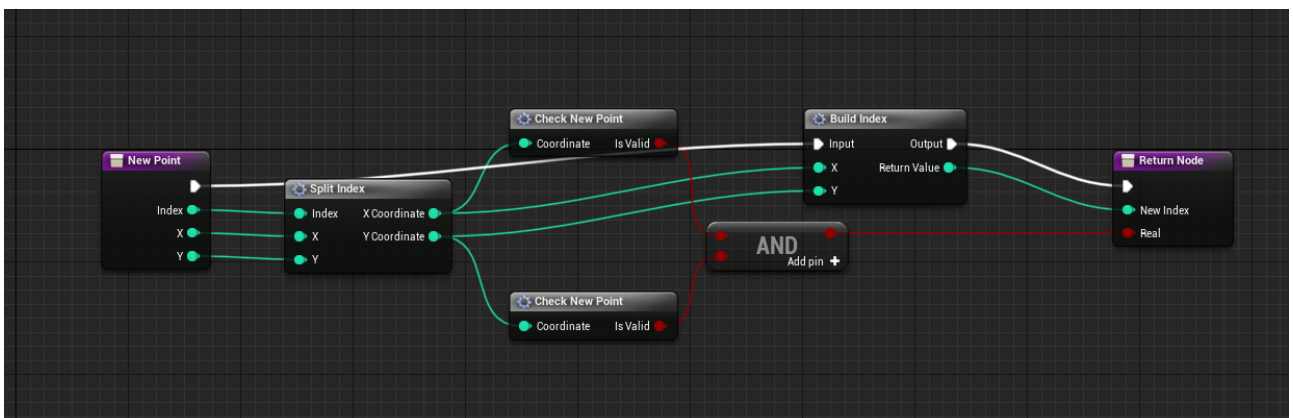 New Point
Index
X
Y
Split Index
Index X Coordinate
X Y Coordinate
Y
Check New Point
Coordinate Is Valid
Check New Point
Coordinate Is Valid
AND
Add pin +
Build Index
Input Output
X Return Value
Y
Return Node
New Index
Real